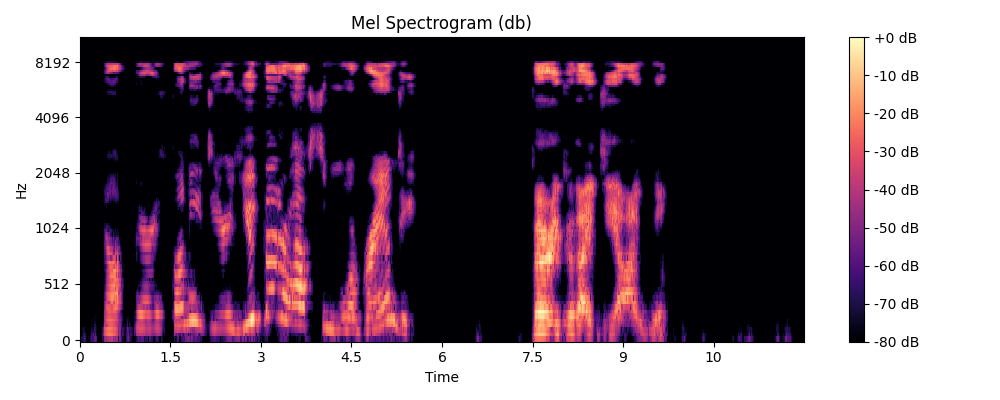 Mel Spectrogram (db)
8192
4096
2048
1024
512
0
Hz
0 1.5 3 4.5 6 7.5 9 10
Time
+0 dB
-10 dB
-20 dB
-30 dB
-40 dB
-50 dB
-60 dB
-70 dB
-80 dB